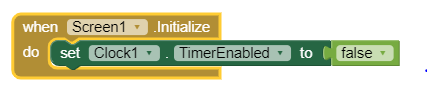 when Screen1 .Initialize
do set Clock1 . TimerEnabled to false